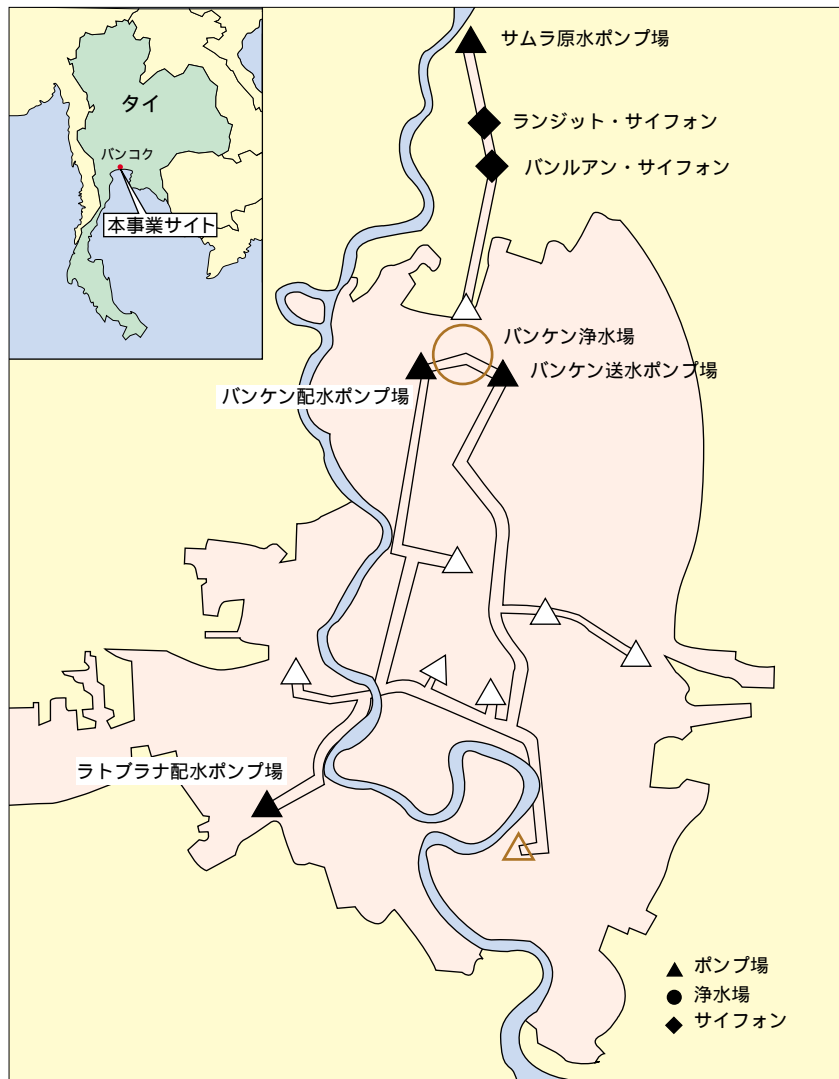 タイ
バンコク
本事業サイト
サムラ原水ポンプ場
ランジット・サイフォン
バンルアン・サイフォン
バンケン浄水場
バンケン送水ポンプ場
バンケン配水ポンプ場
ラトブラナ配水ポンプ場
ポンプ場
浄水場
サイフォン